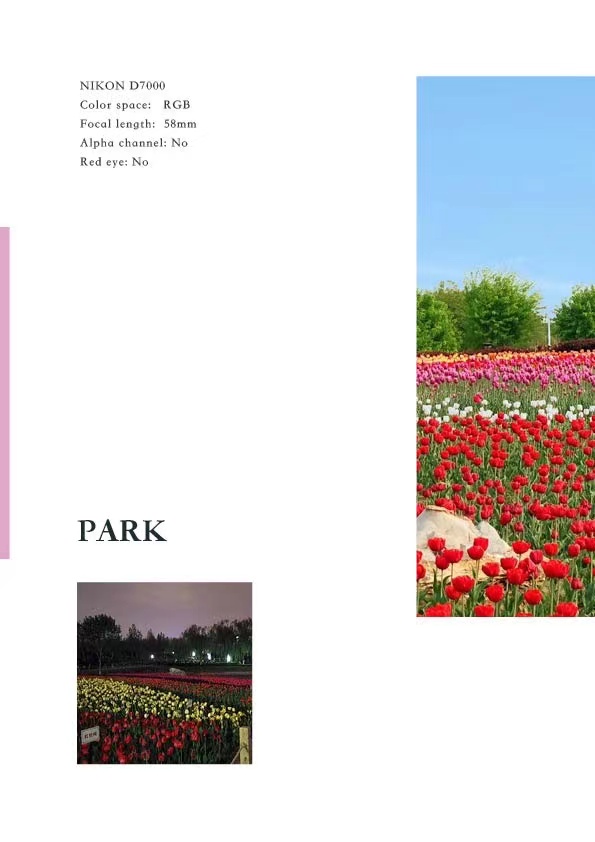 NIKON D7000
Color space: RGB
Focal length: 58mm
Alpha channel: No
Red eye: No
PARK